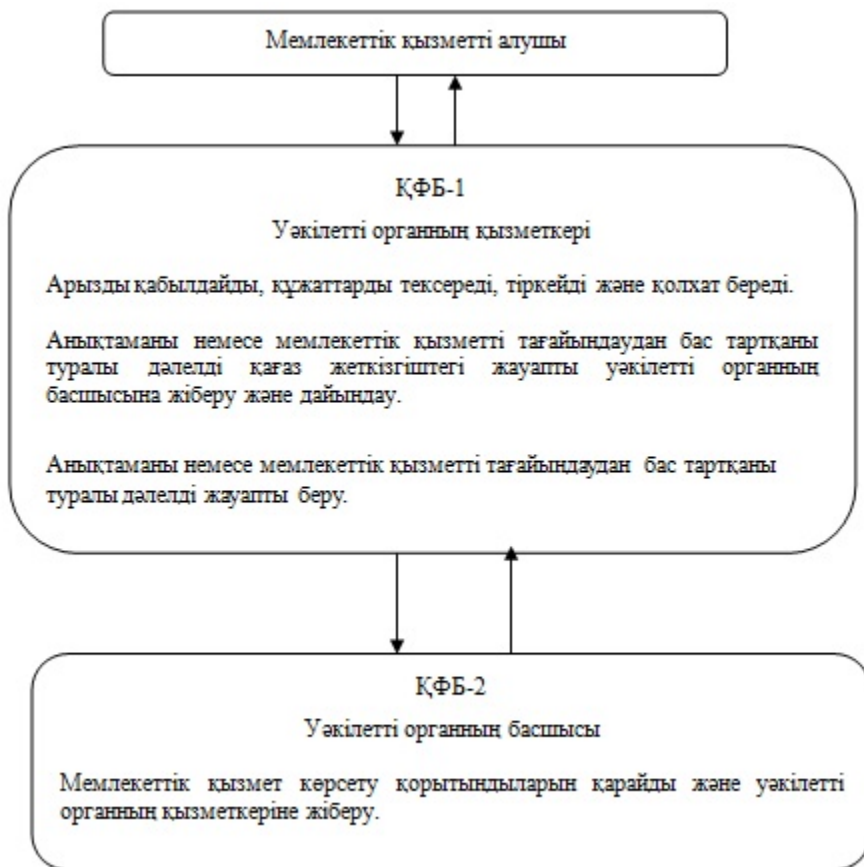 Мемлекеттік қызметті алушы
ҚФБ-1
Уәкілетті органның қызметкері
Арызды қабылдайды, құжаттарды тексереді, тіркейді және қолхат береді.
Анықтаманы немесе мемлекеттік қызметті тағайындаудан бас тартқаны
туралы дәлелді қағаз жеткізгіштегі жауапты уәкілетті органның
басшысына жіберу және дайындау.
Анықтаманы немесе мемлекеттік қызметті тағайындаудан бас тартқаны
туралы дәлелді жауапты беру.
ҚФБ-2
Уәкілетті органның басшысы
Мемлекеттік қызмет көрсету қорытындыларын қарайды және уәкілетті
органның қызметкеріне жіберу.